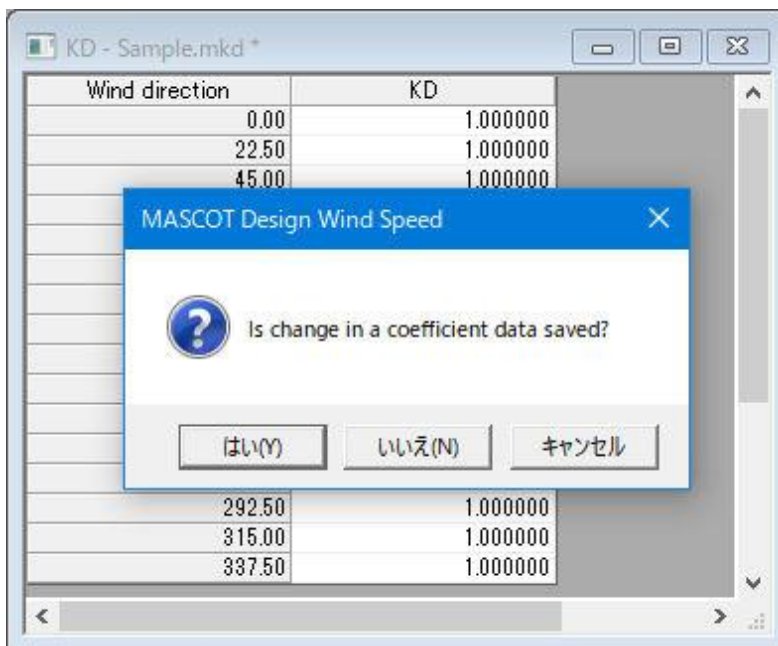 KD - Sample.mkd *
Wind direction KD
0.00 1.000000
22.50 1.000000
45.00 1.000000
MASCOT Design Wind Speed
Is change in a coefficient data saved?
はい(Y) いいえ(N) キャンセル
292.50 1.000000
315.00 1.000000
337.50 1.000000